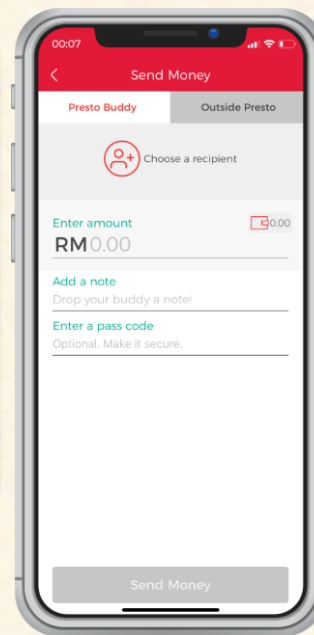 00:07
Send Money
Presto Buddy
Outside Presto
Choose a recipient
Enter amount
0.00
RM0.00
Add a note
Drop your buddy a note!
Enter a pass code
Optional. Make it secure.
Send Money